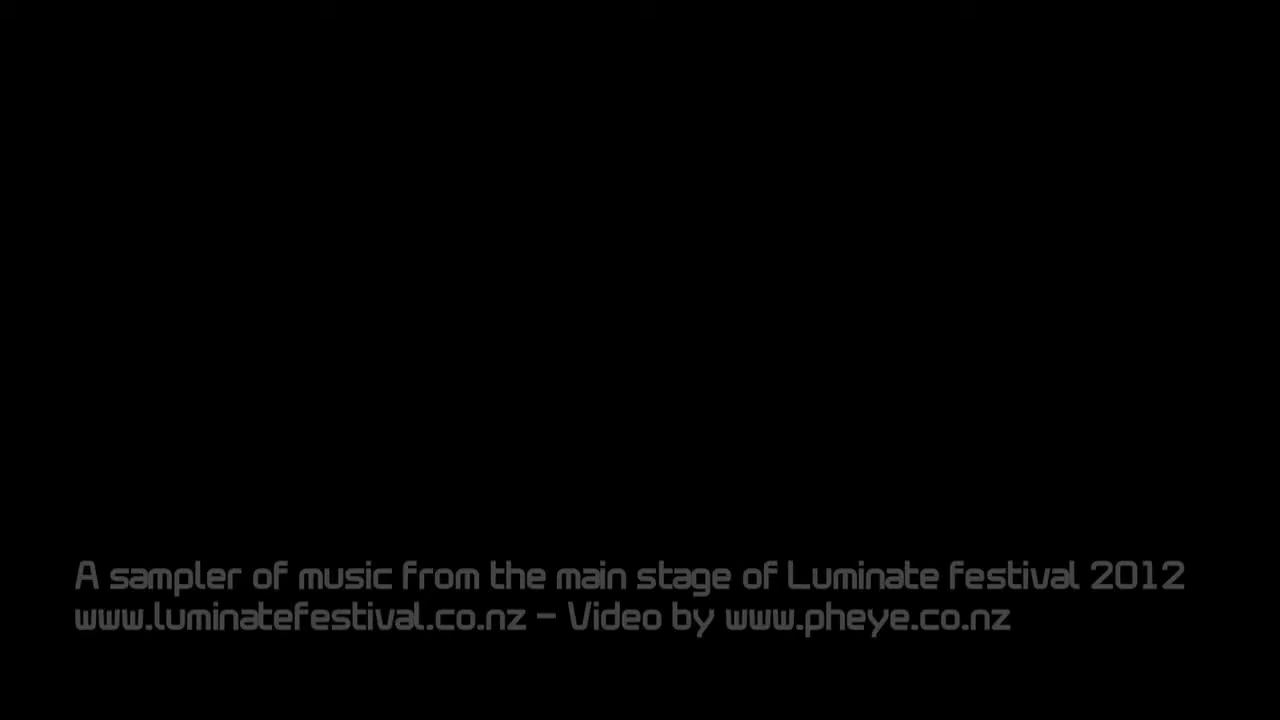 A sampler of music from the main stage of Luminate festival 2012
www.luminatefestival.co.nz - Video by www.pheye.co.nz